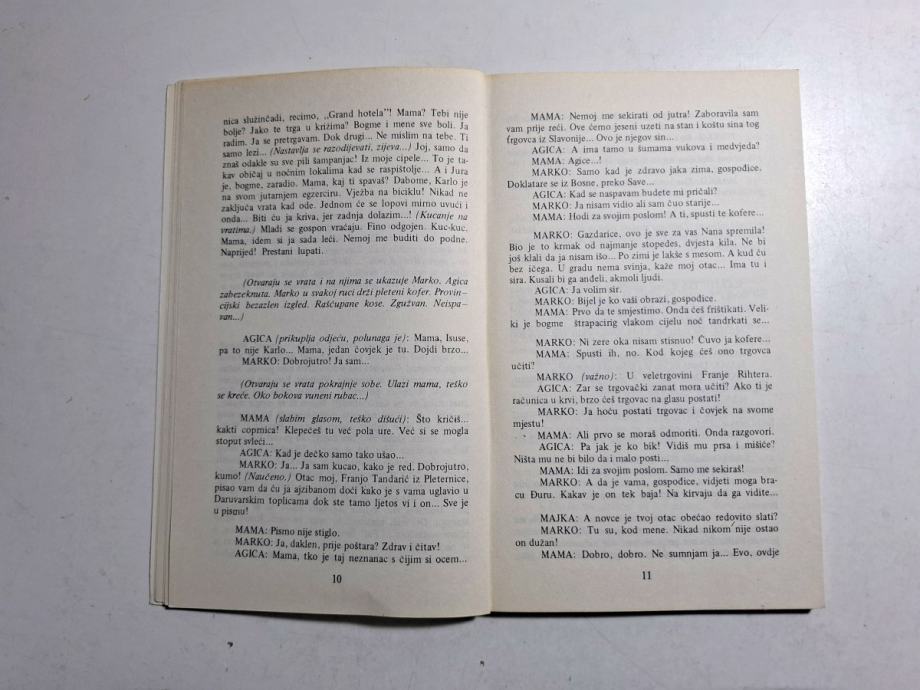 nica služinčadi, recimo, „Grand hotela"! Mama? Tebi nije
bolje? Jako te trga u križima? Bogme i mene sve boli. Ja
radim. Ja se pretrgavam. Dok drugi... Ne mislim na tebe. Ti
samo lezi... (Nastavlja se razodijevati, zijeva...) Joj, samo da
znaš odakle su sve pili šampanjac! Iz moje cipele... To je ta-
kav običaj u noćnim lokalima kad se raspištolje... A i Jura
je, bogme, zaradio. Mama, kaj ti spavaš? Dabome, Karlo je
na svom jutarnjem egzerciru. Vježba na biciklu! Nikad ne
zaključa vrata kad ode. Jednom će se lopovi mirno uvući i
onda... Biti ću ja kriva, jer zadnja dolazim...! (Kucanje na
vratima.) Mladi se gospon vraćaju. Fino odgojen. Kuc-kuc.
Mama, idem si ja sada leći. Nemoj me buditi do podne.
Naprijed! Prestani lupati.
(Otvaraju se vrata i na njima se ukazuje Marko. Agica
zabezeknuta. Marko u svakoj ruci drži pleteni kofer. Provin-
cijski bezazlen izgled. Raščupane kose. Zgužvan. Neispa-
van...)
AGICA (prikuplja odjeću, polunaga je): Mama, Isuse,
pa to nije Karlo... Mama, jedan čovjek je tu. Dojdi brzo...
MARKO: Dobrojutro! Ja sam...
(Otvaraju se vrata pokrajnje sobe. Ulazi mama, teško
se kreće. Oko bokova vuneni rubac...)
MAMA (slabim glasom, teško dišući): Što kričiš...
kakti copmica! Klepećeš tu već pola ure. Već si se mogla
stoput svleći...
AGICA: Kad je dečko samo tako ušao...
MARKO: Ja... Ja sam kucao, kako je red. Dobrojutro,
kumo! (Naučeno.) Otac moj, Franjo Tandarić iz Pleternice,
pisao vam da ću ja ajzibanom doći kako je s vama uglavio u
Daruvarskim toplicama dok ste tamo ljetos vi i on... Sve je
u pismu!
MAMA: Pismo nije stiglo.
MARKO: Ja, daklen, prije poštara? Zdrav i čitav!
AGICA: Mama, tko je taj neznanac s čijim si ocem...
10
MAMA: Nemoj me sekirati od jutra! Zaboravila sam
vam prije reći. Ove ćemo jeseni uzeti na stan i koštu sina tog
trgovca iz Slavonije... Ovo je njegov sin...
AGICA: A ima tamo u šumama vukova i medvjeda?
MAMA: Agice...!
MARKO: Samo kad je zdravo jaka zima, gospodice.
Doklatare se iz Bosne, preko Save...
AGICA: Kad se naspavam budete mi pričali?
MARKO: Ja nisam vidio ali sam čuo starije...
MAMA: Hodi za svojim poslom! A ti, spusti te kofere...
MARKO: Gazdarice, ovo je sve za vas Nana spremila!
Bio je to krmak od najmanje stopedes, dvjesta kila. Ne bi
još klali da ja nisam išo... Po zimi je lakše s mesom. A kud ću
bez ičega. U gradu nema svinja, kaže moj otac... Ima tu i
sira. Kusali bi ga anđeli, akmoli ljudi.
AGICA: Ja volim sir.
MARKO: Bijel je ko vaši obrazi, gospođice.
MAMA: Prvo da te smjestimo. Onda ćeš frištikati. Veli-
ki je bogme štrapacirng vlakom cijelu noć tandrkati se...
MARKO: Ni zere oka nisam stisnuo! Čuvo ja kofere...
MAMA: Spusti ih, no. Kod kojeg ćeš ono trgovca
učiti?
MARKO (važno): U veletrgovini Franje Rihtera.
AGICA: Zar se trgovački zanat mora učiti? Ako ti je
računica u krvi, brzo ćeš trgovac na glasu postati!
MARKO: Ja hoću postati trgovac i čovjek na svome
mjestu!
MAMA: Ali prvo se moraš odmoriti. Onda razgovori.
AGICA: Pa jak je ko bik! Vidiš mu prsa i mišiće?
Ništa mu ne bi bilo da i malo posti...
MAMA: Idi za svojim poslom. Samo me sekiraš!
MARKO: A da je vama, gospođice, vidjeti moga bra-
cu Đuru. Kakav je on tek baja! Na kirvaju da ga vidite...
MAJKA: A novce je tvoj otac obećao redovito slati?
MARKO: Tu su, kod mene. Nikad nikom nije ostao
on dužan!
MAMA: Dobro, dobro. Ne sumnjam ja... Evo, ovdje
11